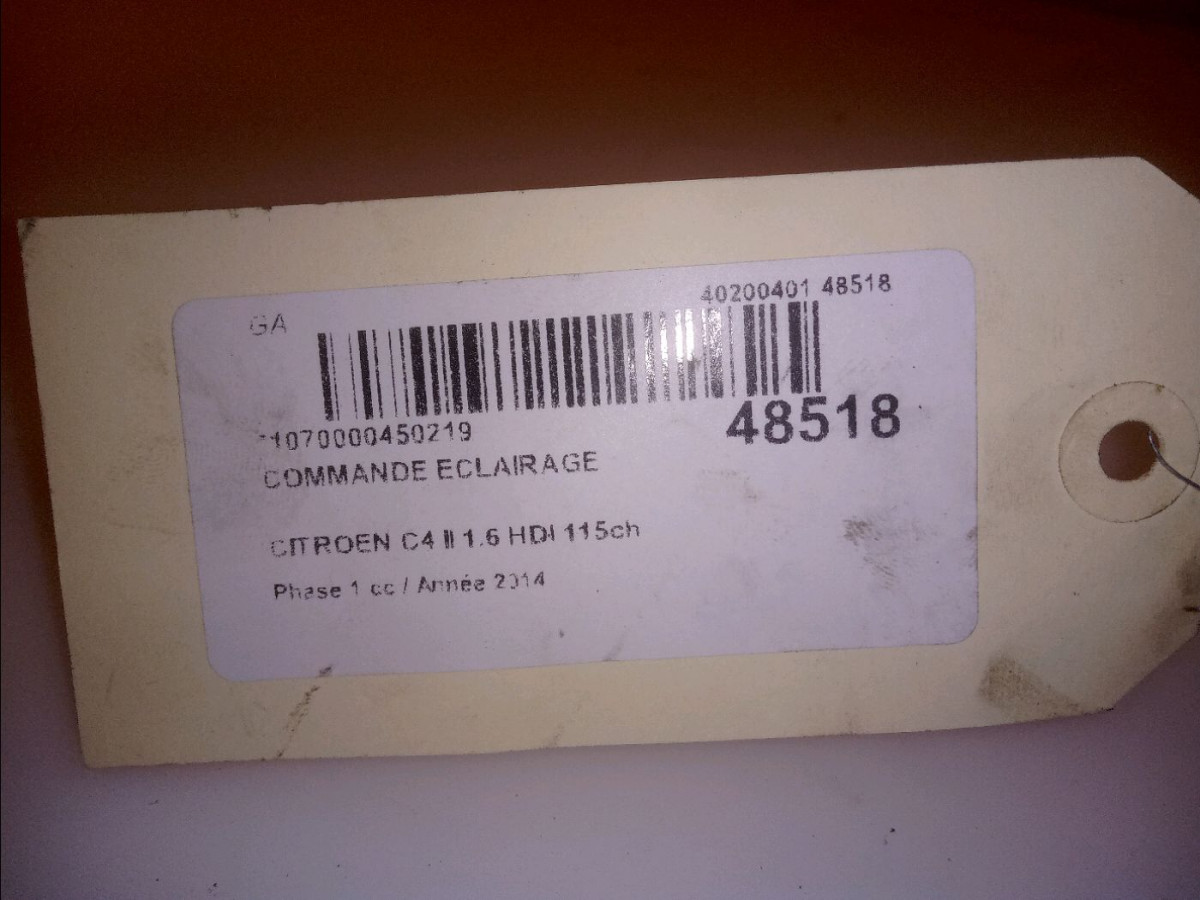 GA
40200401 48518
48518
1070000450219
COMMANDE ECLAIRAGE
CITROEN C4 II 1.6 HDI 115ch
Phase 1 cc / Année 2014